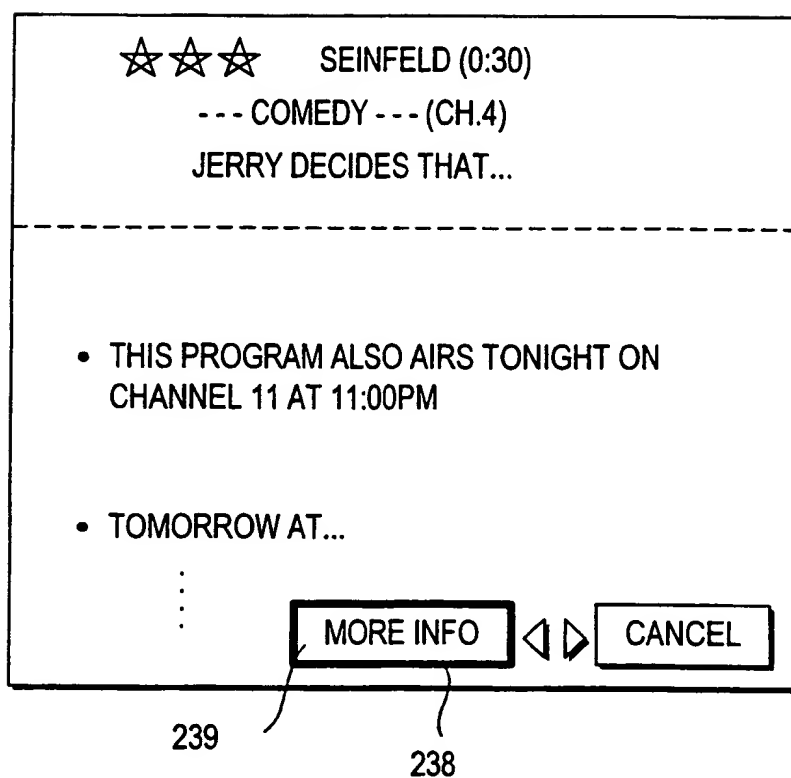 SEINFELD (0:30)
--- COMEDY --- (CH.4)
JERRY DECIDES THAT...
• THIS PROGRAM ALSO AIRS TONIGHT ON
CHANNEL 11 AT 11:00PM
• TOMORROW AT...
MORE INFO CANCEL
239
238